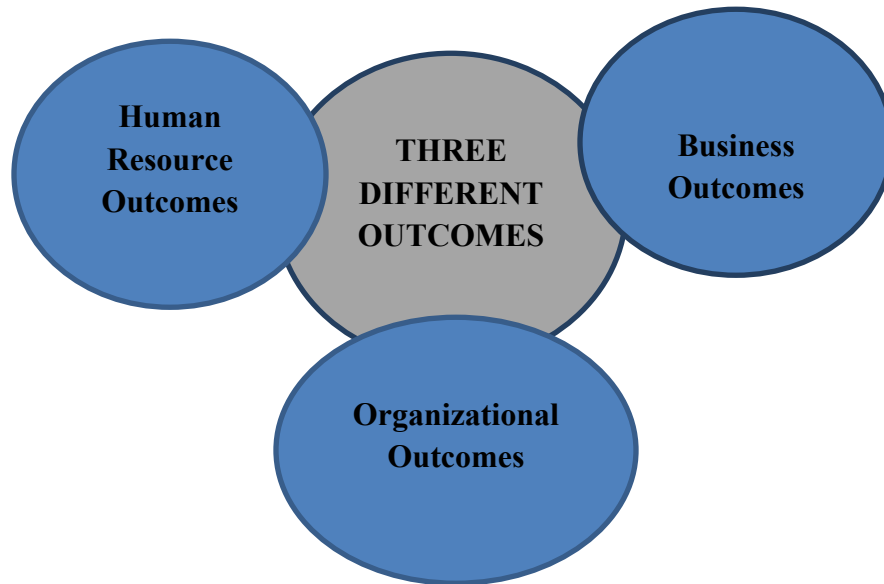 Human
Resource
Outcomes
THREE
DIFFERENT
OUTCOMES
Business
Outcomes
Organizational
Outcomes